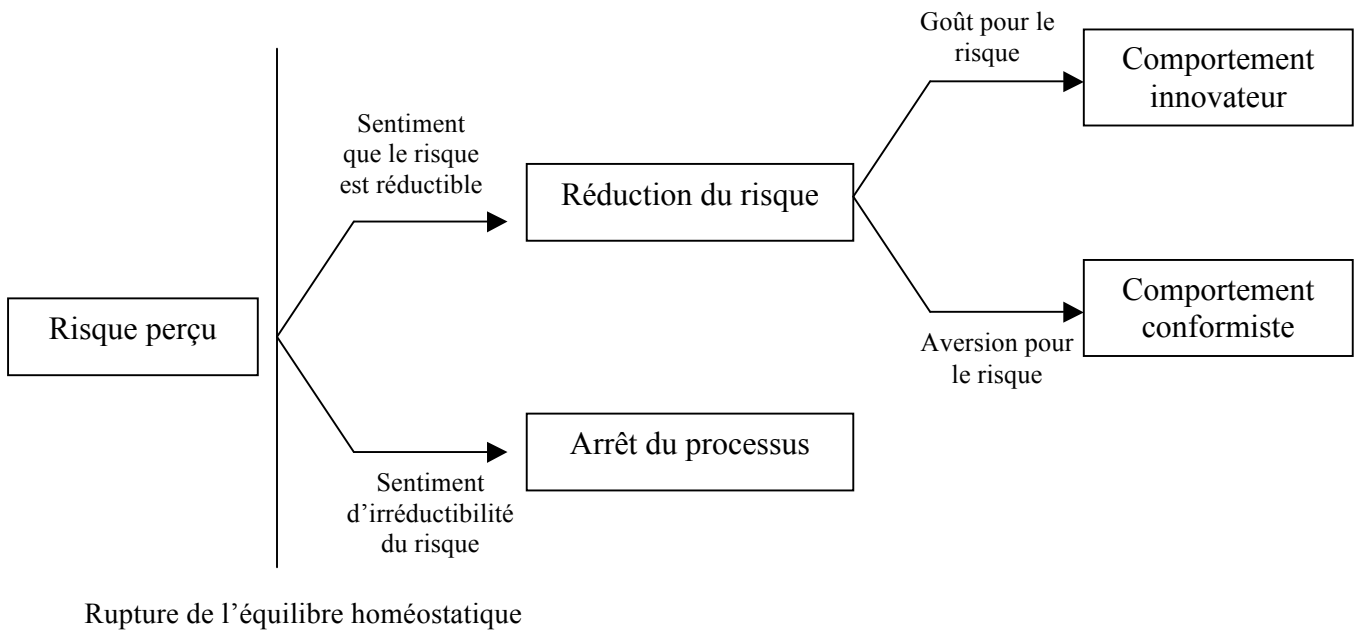 Goût pour le
risque
Comportement
innovateur
Sentiment
que le risque
est réductible
Réduction du risque
Comportement
conformiste
Risque perçu
Aversion pour
le risque
Arrêt du processus
Sentiment
d’irréductibilité
du risque
Rupture de l’équilibre homéostatique